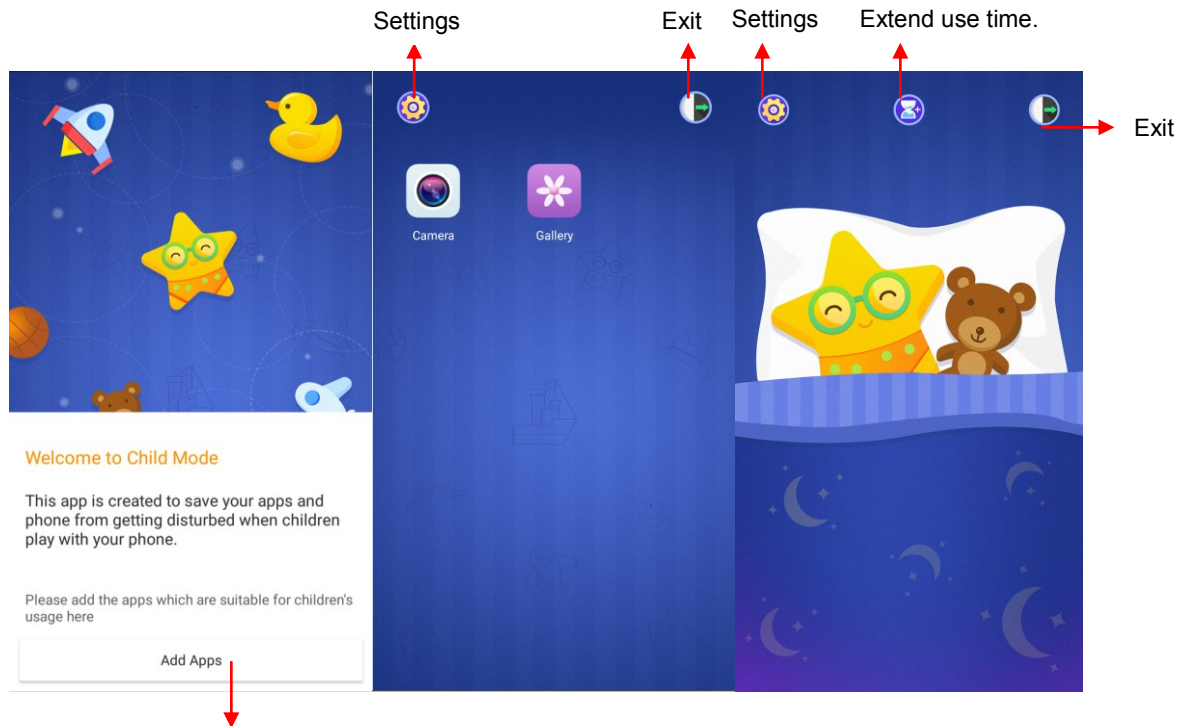 Settings
Exit
Settings
Extend use time.
Exit
Camera
Gallery
Welcome to Child Mode
This app is created to save your apps and
phone from getting disturbed when children
play with your phone.
Please add the apps which are suitable for children's
usage here
Add Apps